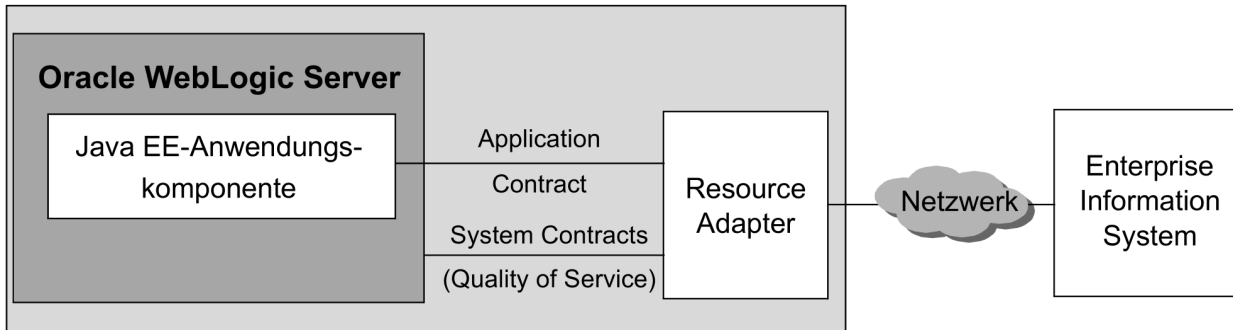 Oracle WebLogic Server
Java EE-Anwendungs-
komponente
Application
Contract
System Contracts
(Quality of Service)
Resource
Adapter
Netzwerk
Enterprise
Information
System